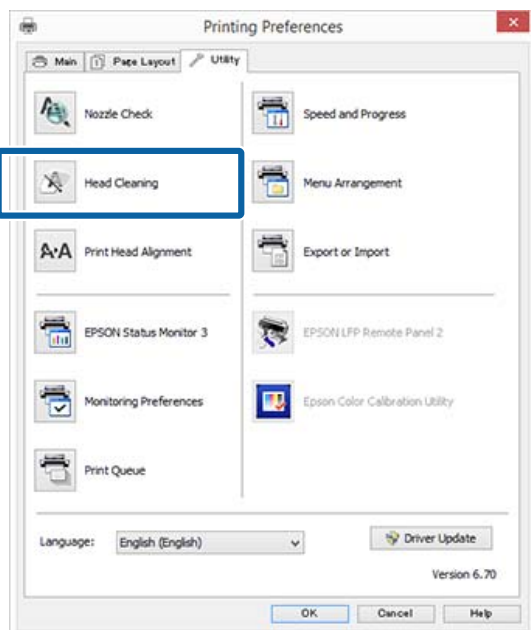 Printing Preferences
Main
Page Layout
Utility
Nozzle Check
Speed and Progress
Head Cleaning
Menu Arrangement
A·A Print Head Alignment
Export or Import
EPSON Status Monitor 3
EPSON LFP Remote Panel 2
Monitoring Preferences
Epson Color Calibration Utility
Print Queue
Language: English (English)
Driver Update
Version 6.70
OK Cancel Help